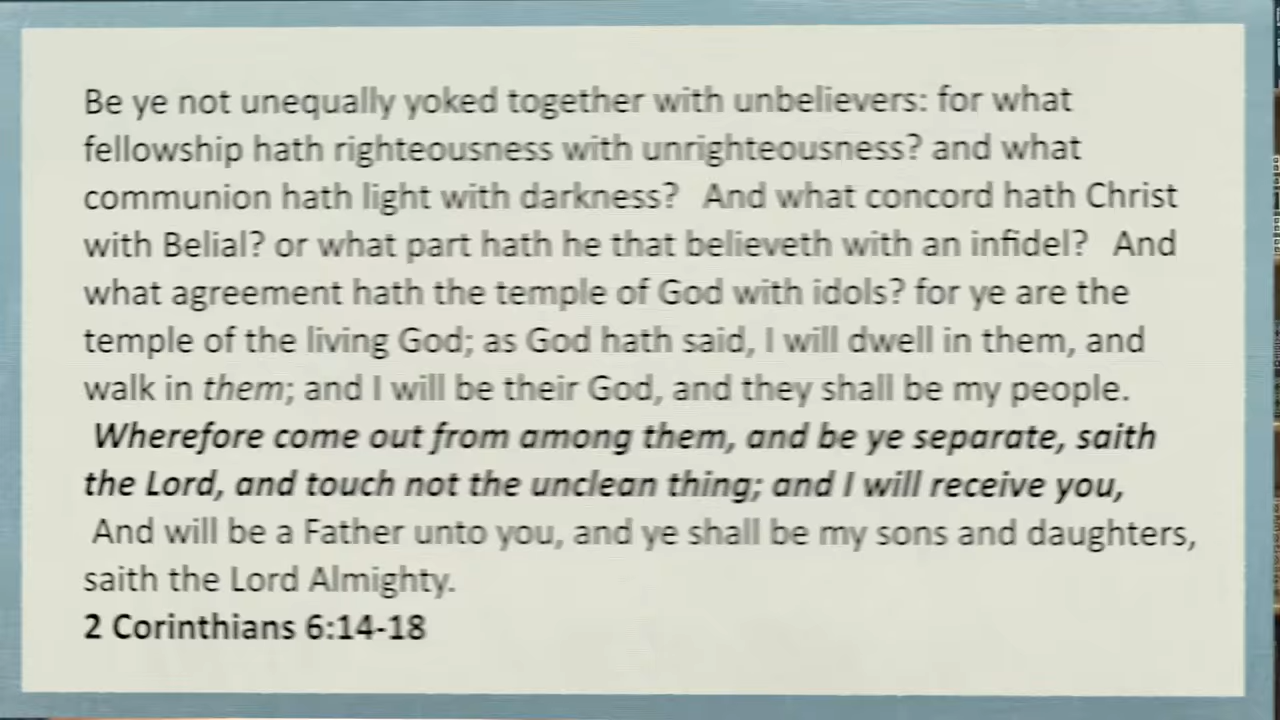 Be ye not unequally yoked together with unbelievers: for what
fellowship hath righteousness with unrighteousness? and what
communion hath light with darkness? And what concord hath Christ
with Belial? or what part hath he that believeth with an infidel? And
what agreement hath the temple of God with idols? for ye are the
temple of the living God; as God hath said, I will dwell in them, and
walk in them; and I will be their God, and they shall be my people.
Wherefore come out from among them, and be ye separate, saith
the Lord, and touch not the unclean thing; and I will receive you,
And will be a Father unto you, and ye shall be my sons and daughters,
saith the Lord Almighty.
2 Corinthians 6:14-18